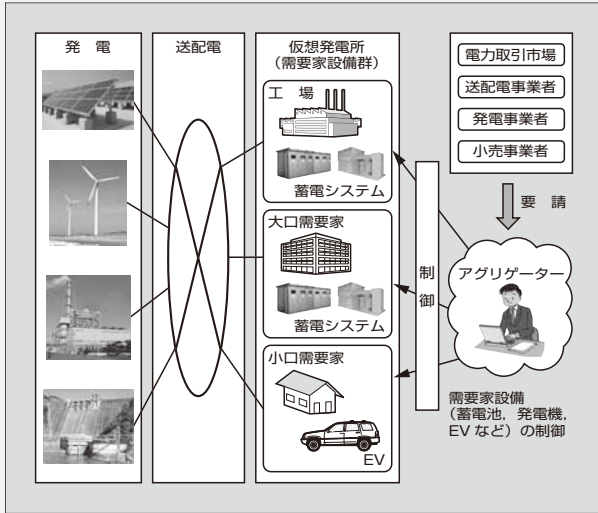 発 電
送配電
仮想発電所
（需要家設備群）
工 場
蓄電システム
大口需要家
蓄電システム
小口需要家
EV
制御
電力取引市場
送配電事業者
発電事業者
小売事業者
要 請
アグリゲーター
需要家設備
（蓄電池，発電機，
EV など）の制御